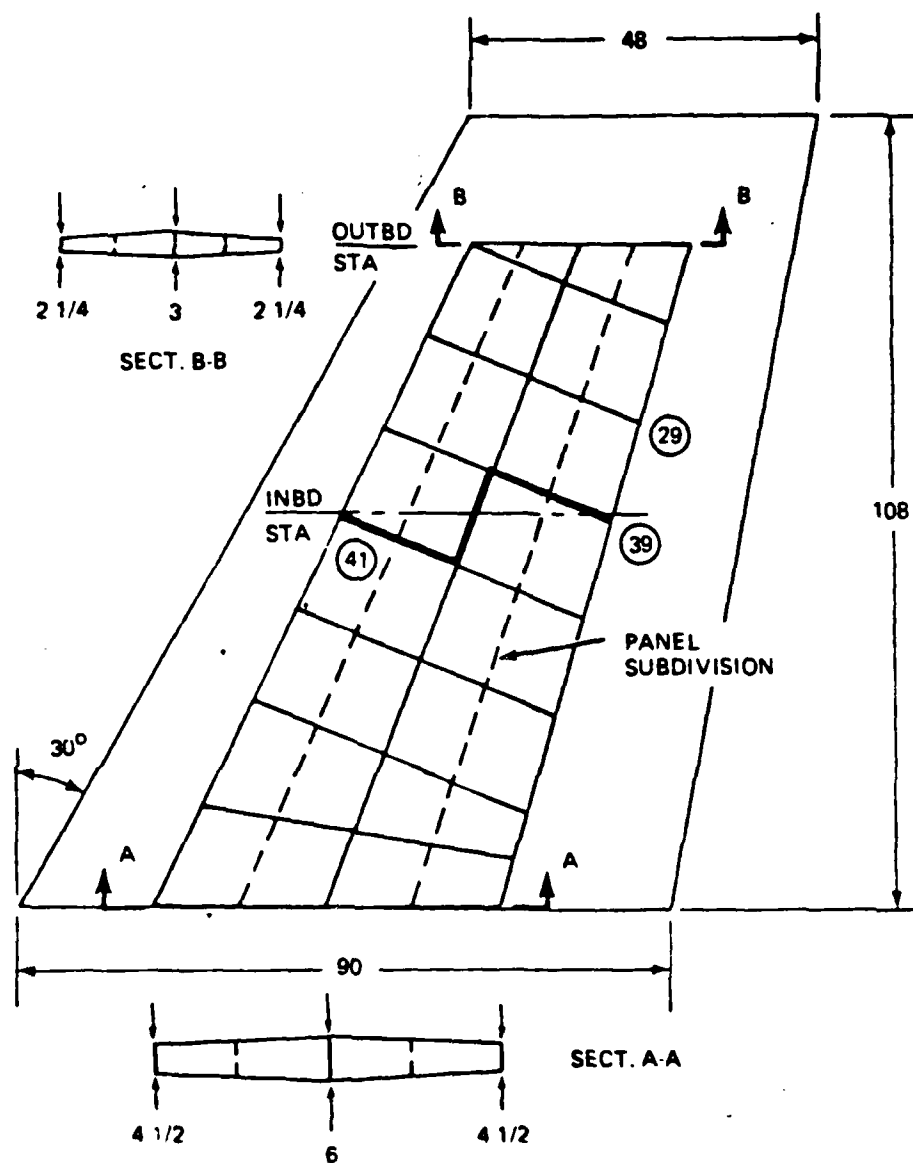 48
B
B
OUTBD
STA
2 1/4
3
2 1/4
SECT. B-B
29
INBD
STA
108
41
39
PANEL
SUBDIVISION
30°
A
A
90
SECT. A-A
4 1/2
6
4 1/2